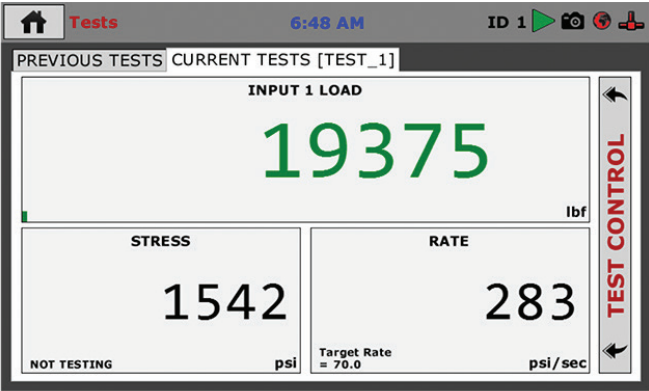 Tests 6:48 AM ID 1
PREVIOUS TESTS CURRENT TESTS [TEST_1]
INPUT 1 LOAD
19375
lbf
STRESS
1542
NOT TESTING psi
RATE
283
Target Rate
= 70.0 psi/sec
TEST CONTROL